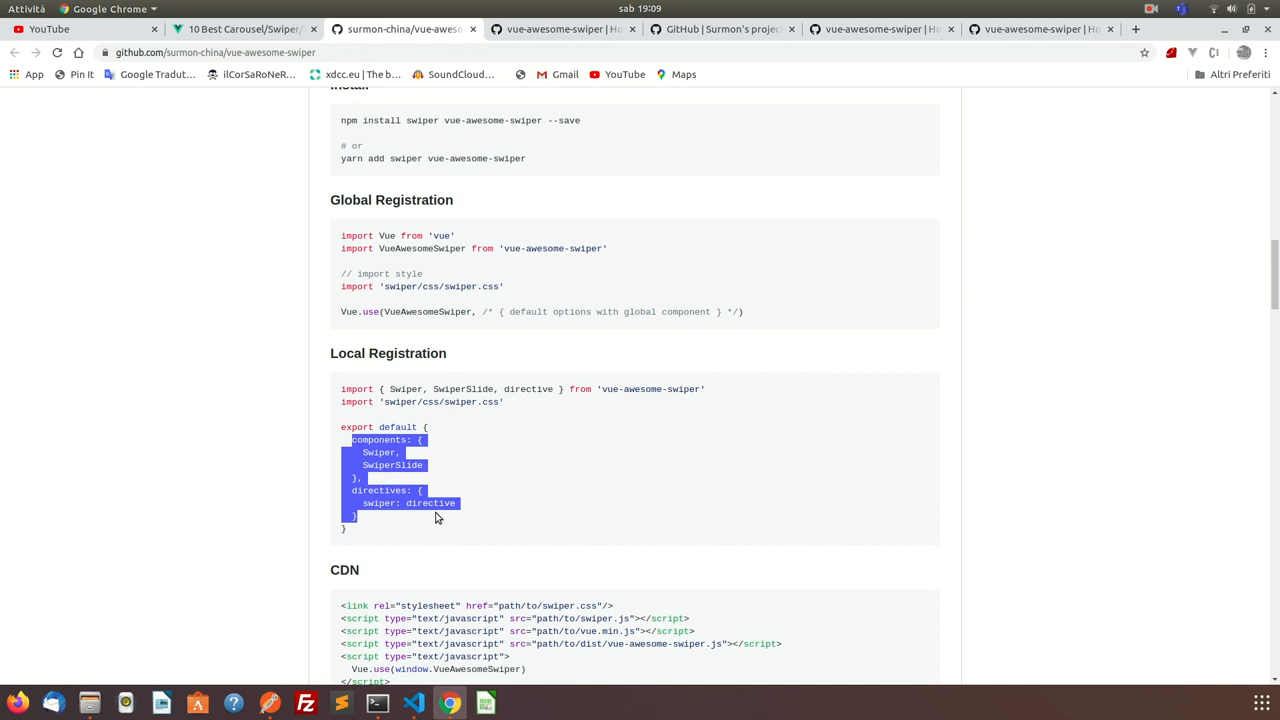 Attività
Google Chrome
sab 19:09
YouTube
10 Best Carousel/Swiper/
surmon-china/vue-aweso
vue-awesome-swiper | Ho
GitHub | Surmon's projec
vue-awesome-swiper | Ho
vue-awesome-swiper | Ho
github.com/surmon-china/vue-awesome-swiper
App
Pin It
Google Tradut...
ilCorSaRoNeR...
xdcc.eu | The b...
SoundCloud...
Gmail
YouTube
Maps
Altri Preferiti
Install
npm install swiper vue-awesome-swiper --save
# or
yarn add swiper vue-awesome-swiper
Global Registration
import Vue from 'vue'
import VueAwesomeSwiper from 'vue-awesome-swiper'
// import style
import 'swiper/css/swiper.css'
Vue.use(VueAwesomeSwiper, /* { default options with global component } */)
Local Registration
import { Swiper, SwiperSlide, directive } from 'vue-awesome-swiper'
import 'swiper/css/swiper.css'
export default {
components: {
Swiper,
SwiperSlide
},
directives: {
swiper: directive
}
}
CDN
<link rel="stylesheet" href="path/to/swiper.css"/>
<script type="text/javascript" src="path/to/swiper.js"></script>
<script type="text/javascript" src="path/to/vue.min.js"></script>
<script type="text/javascript" src="path/to/dist/vue-awesome-swiper.js"></script>
<script type="text/javascript">
Vue.use(window.VueAwesomeSwiper)
</script>